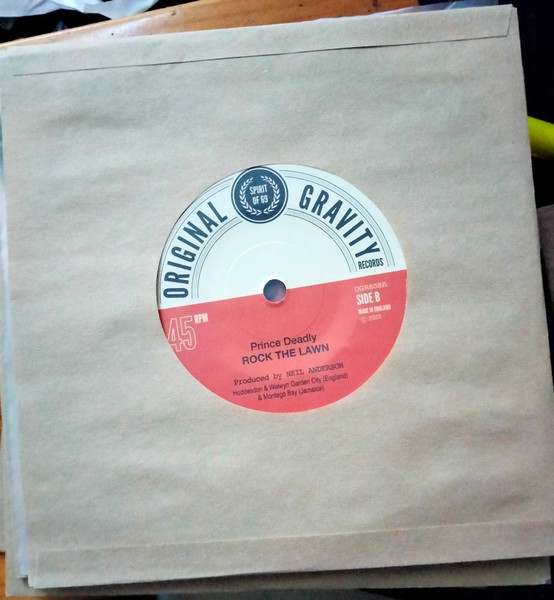 SPIRIT
OF 69
ORIGINAL GRAVITY
RECORDS
SIDE B
MADE IN ENGLAND
45 RPM
Prince Deadly
ROCK THE LAWN
Produced by NEIL ANDERSON
Hoddesdon & Welwyn Garden City (England)
& Montego Bay (Jamaica)